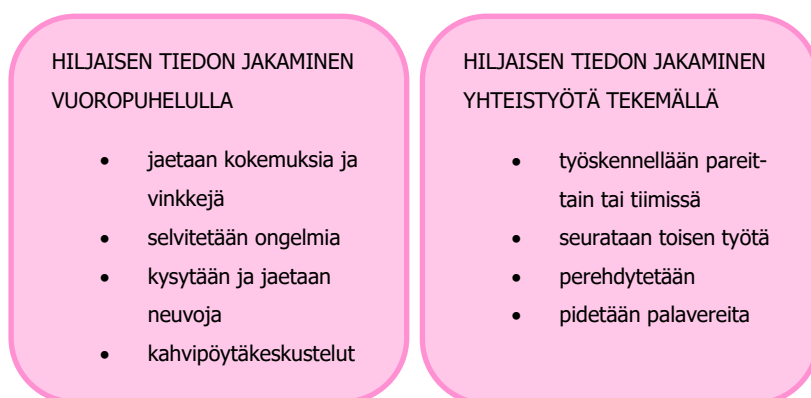 HILJAISEN TIEDON JAKAMINEN
VUOROPUHELULLA
• jaetaan kokemuksia ja
vinkkejä
• selvitetään ongelmia
• kysytään ja jaetaan
neuvoja
• kahvipöytäkeskustelut
HILJAISEN TIEDON JAKAMINEN
YHTEISTYÖTÄ TEKEMÄLLÄ
• työskennellään pareit-
tain tai tiimissä
• seurataan toisen työtä
• perehdytetään
• pidetään palavereita